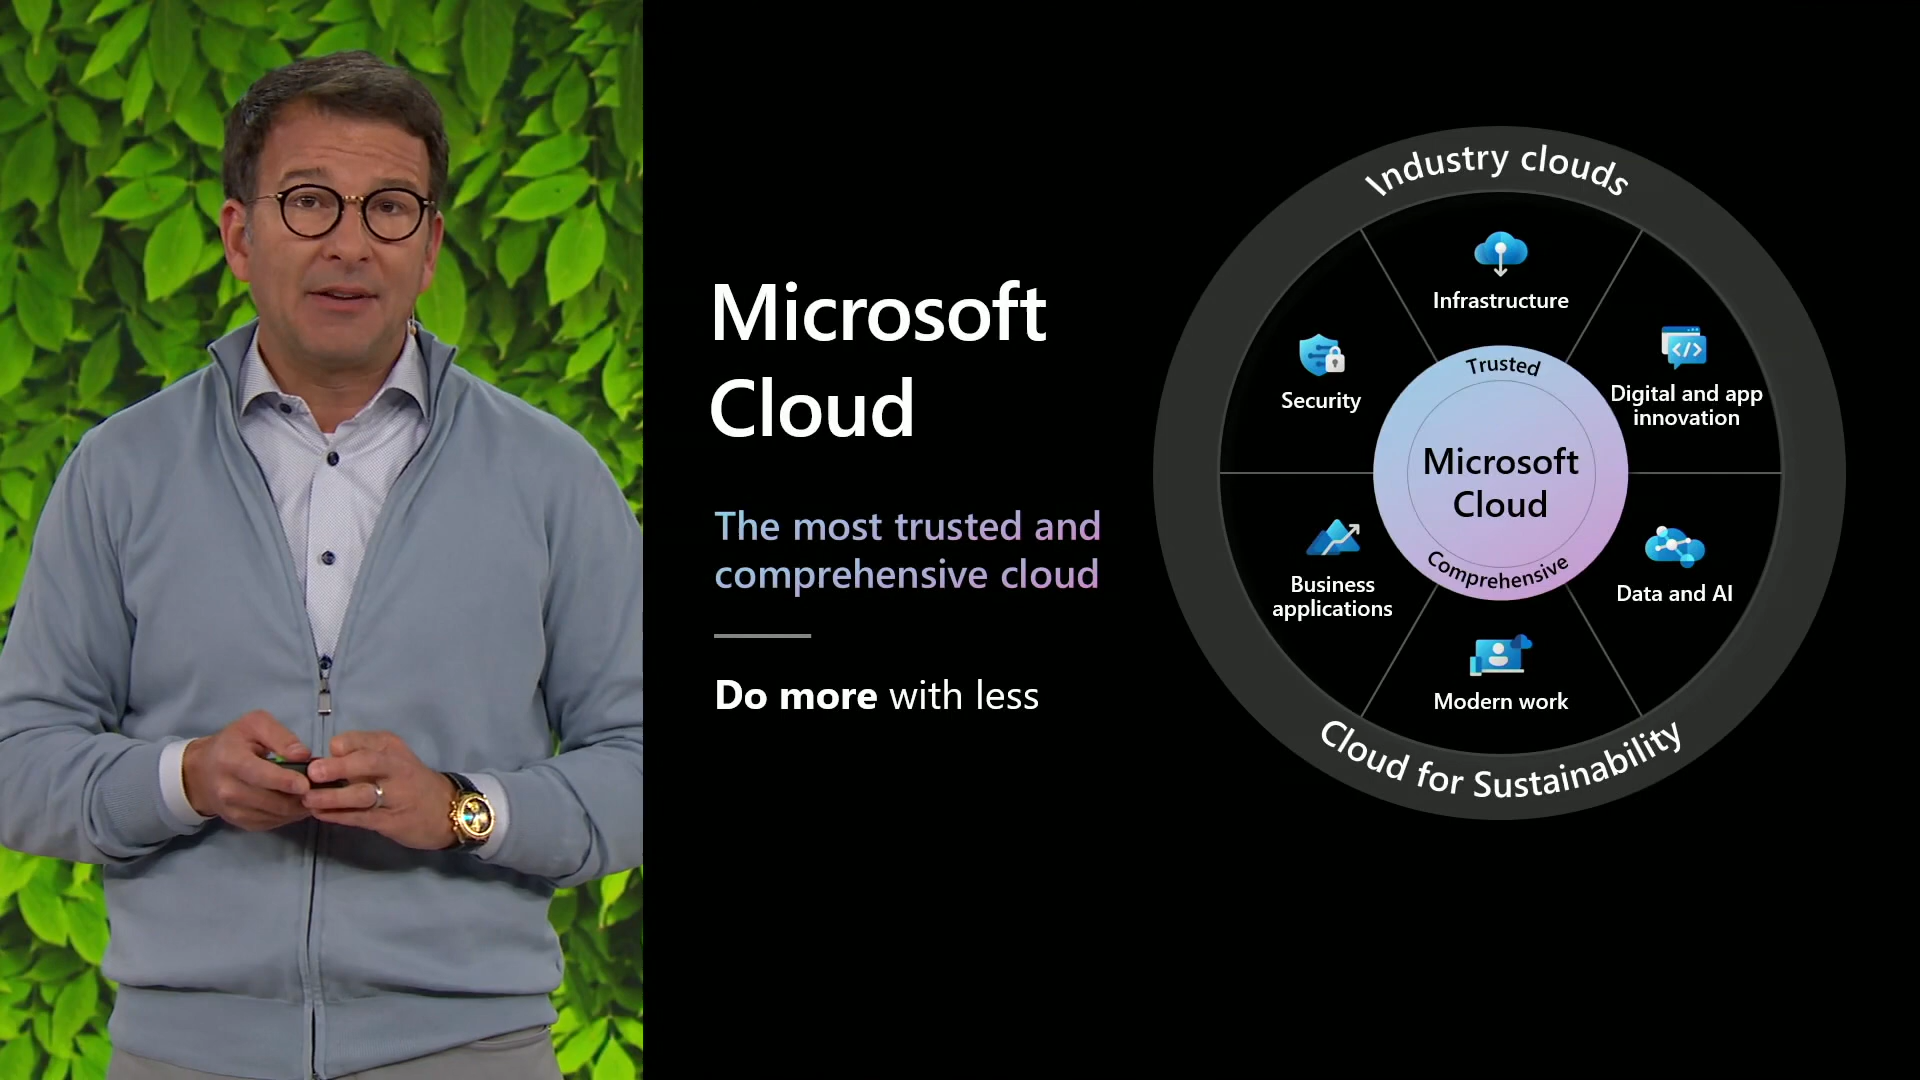 Microsoft
Cloud
The most trusted and
comprehensive cloud
Do more with less
Industry clouds
Infrastructure
Digital and app
innovation
Security
Trusted
Microsoft
Cloud
Comprehensive
Business
applications
Data and AI
Modern work
Cloud for Sustainability